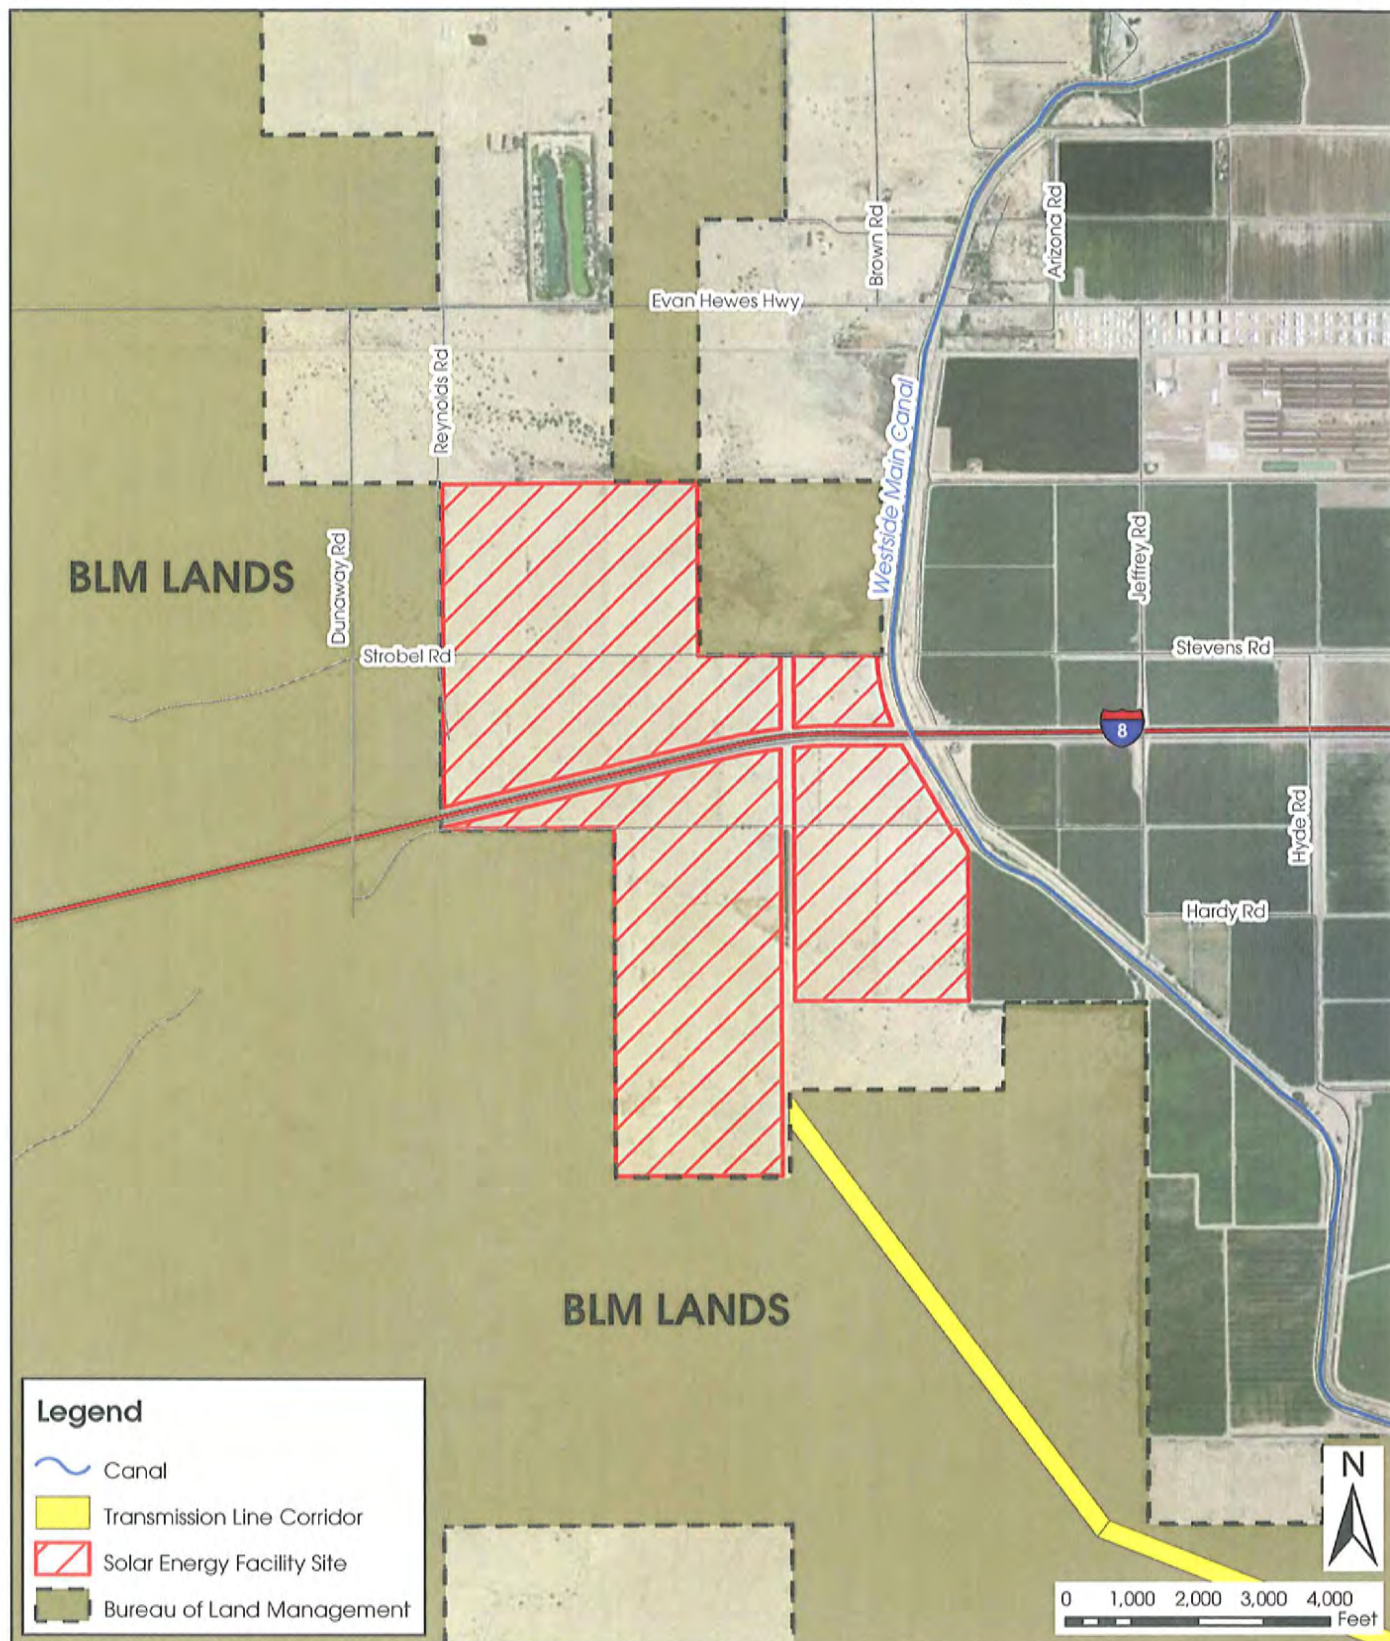 Brown Rd
Arizona Rd
Evan Hewes Hwy
Reynolds Rd
Westside Main Canal
Jeffrey Rd
BLM LANDS
Dunaway Rd
Strobel Rd
Stevens Rd
8
Hyde Rd
Hardy Rd
BLM LANDS
Legend
Canal
Transmission Line Corridor
Solar Energy Facility Site
Bureau of Land Management
N
0 1,000 2,000 3,000 4,000
Feet